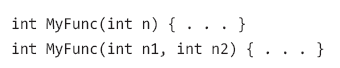 int MyFunc(int n) { . . . }
int MyFunc(int n1, int n2) { . . . }